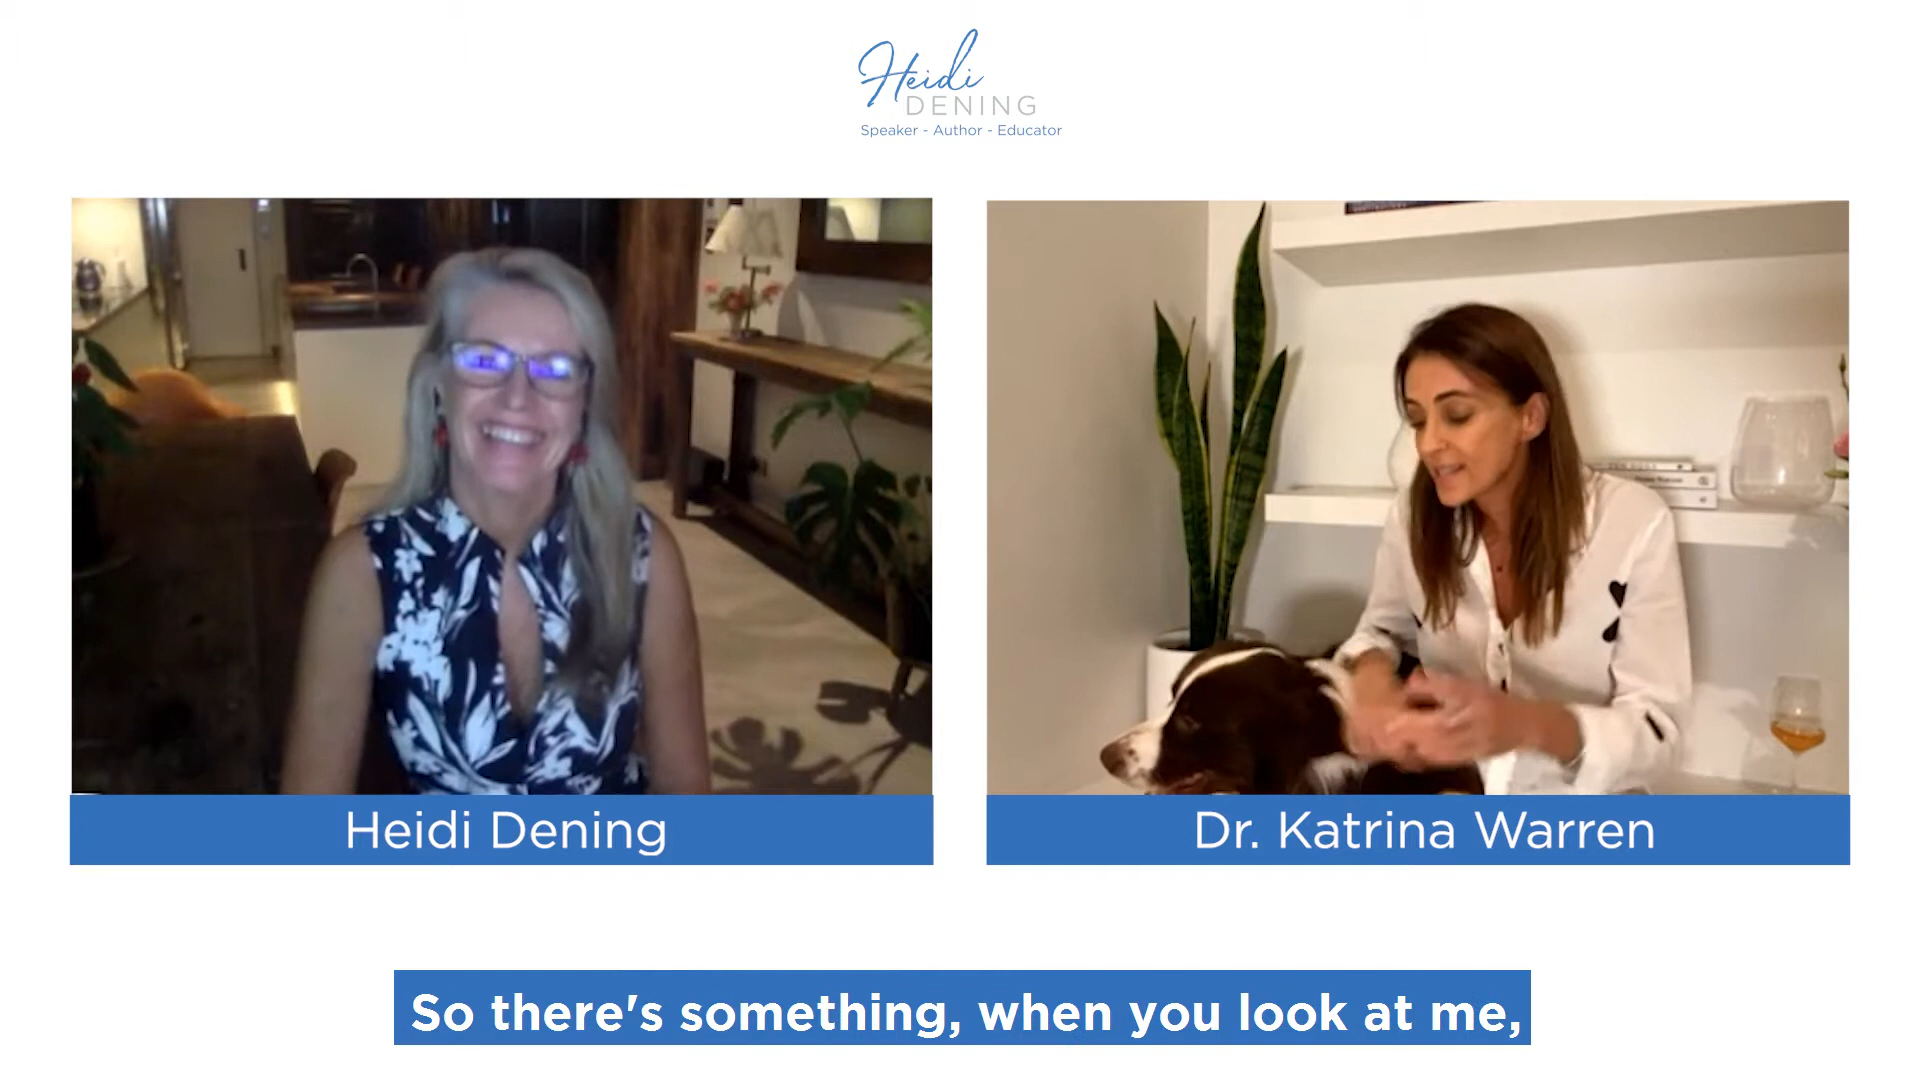 Heidi
DENING
Speaker - Author - Educator
Heidi Dening
Dr. Katrina Warren
So there's something, when you look at me,